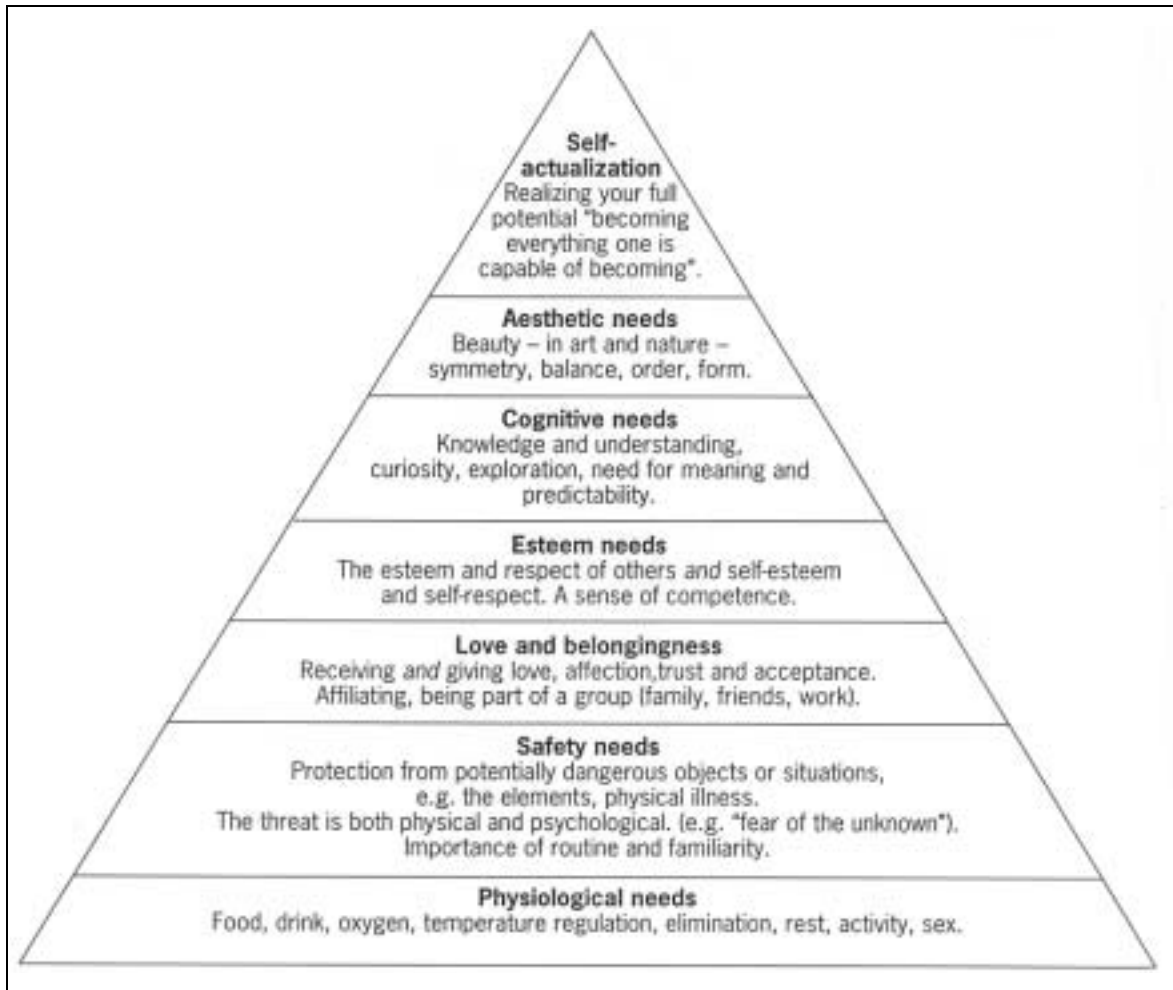 Self-
actualization
Realizing your full
potential "becoming
everything one is
capable of becoming".
Aesthetic needs
Beauty – in art and nature –
symmetry, balance, order, form.
Cognitive needs
Knowledge and understanding,
curiosity, exploration, need for meaning and
predictability.
Esteem needs
The esteem and respect of others and self-esteem
and self-respect. A sense of competence.
Love and belongingness
Receiving and giving love, affection,trust and acceptance.
Affiliating, being part of a group (family, friends, work).
Safety needs
Protection from potentially dangerous objects or situations,
e.g. the elements, physical illness.
The threat is both physical and psychological. (e.g. "fear of the unknown").
Importance of routine and familiarity.
Physiological needs
Food, drink, oxygen, temperature regulation, elimination, rest, activity, sex.